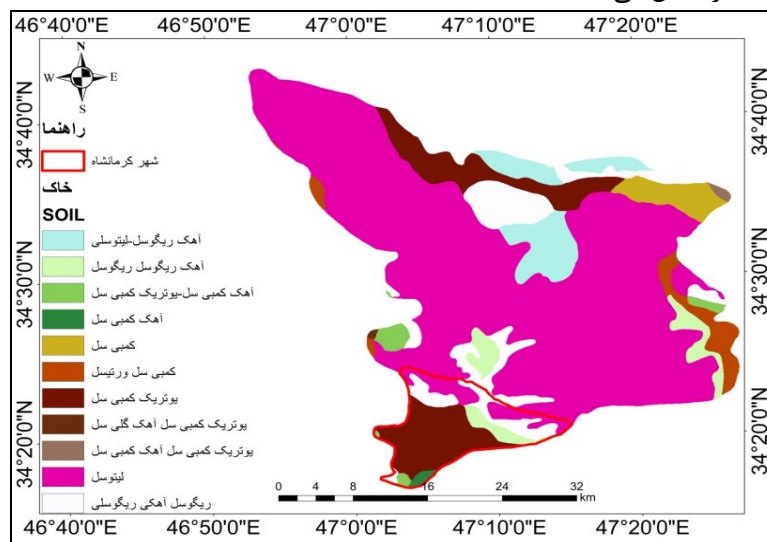 46°40'0"E 46°50'0"E 47°0'0"E 47°10'0"E 47°20'0"E
N
W E
S
راهنما
شهر کرمانشاه
خاک
SOIL
آهک ریگوسل-لیتوسلی
آهک ریگوسل ریگوسل
آهک کمبی سل-یوتریک کمبی سل
آهک کمبی سل
کمبی سل
کمبی سل ورتیسل
یوتریک کمبی سل
یوتریک کمبی سل آهک گلی سل
یوتریک کمبی سل آهک کمبی سل
لیتوسل
ریگوسل آهکی ریگوسلی
34°40'0"N
34°30'0"N
34°20'0"N
34°40'0"N
34°30'0"N
34°20'0"N
0 2 4 8 16 24 32
km
46°40'0"E 46°50'0"E 47°0'0"E 47°10'0"E 47°20'0"E